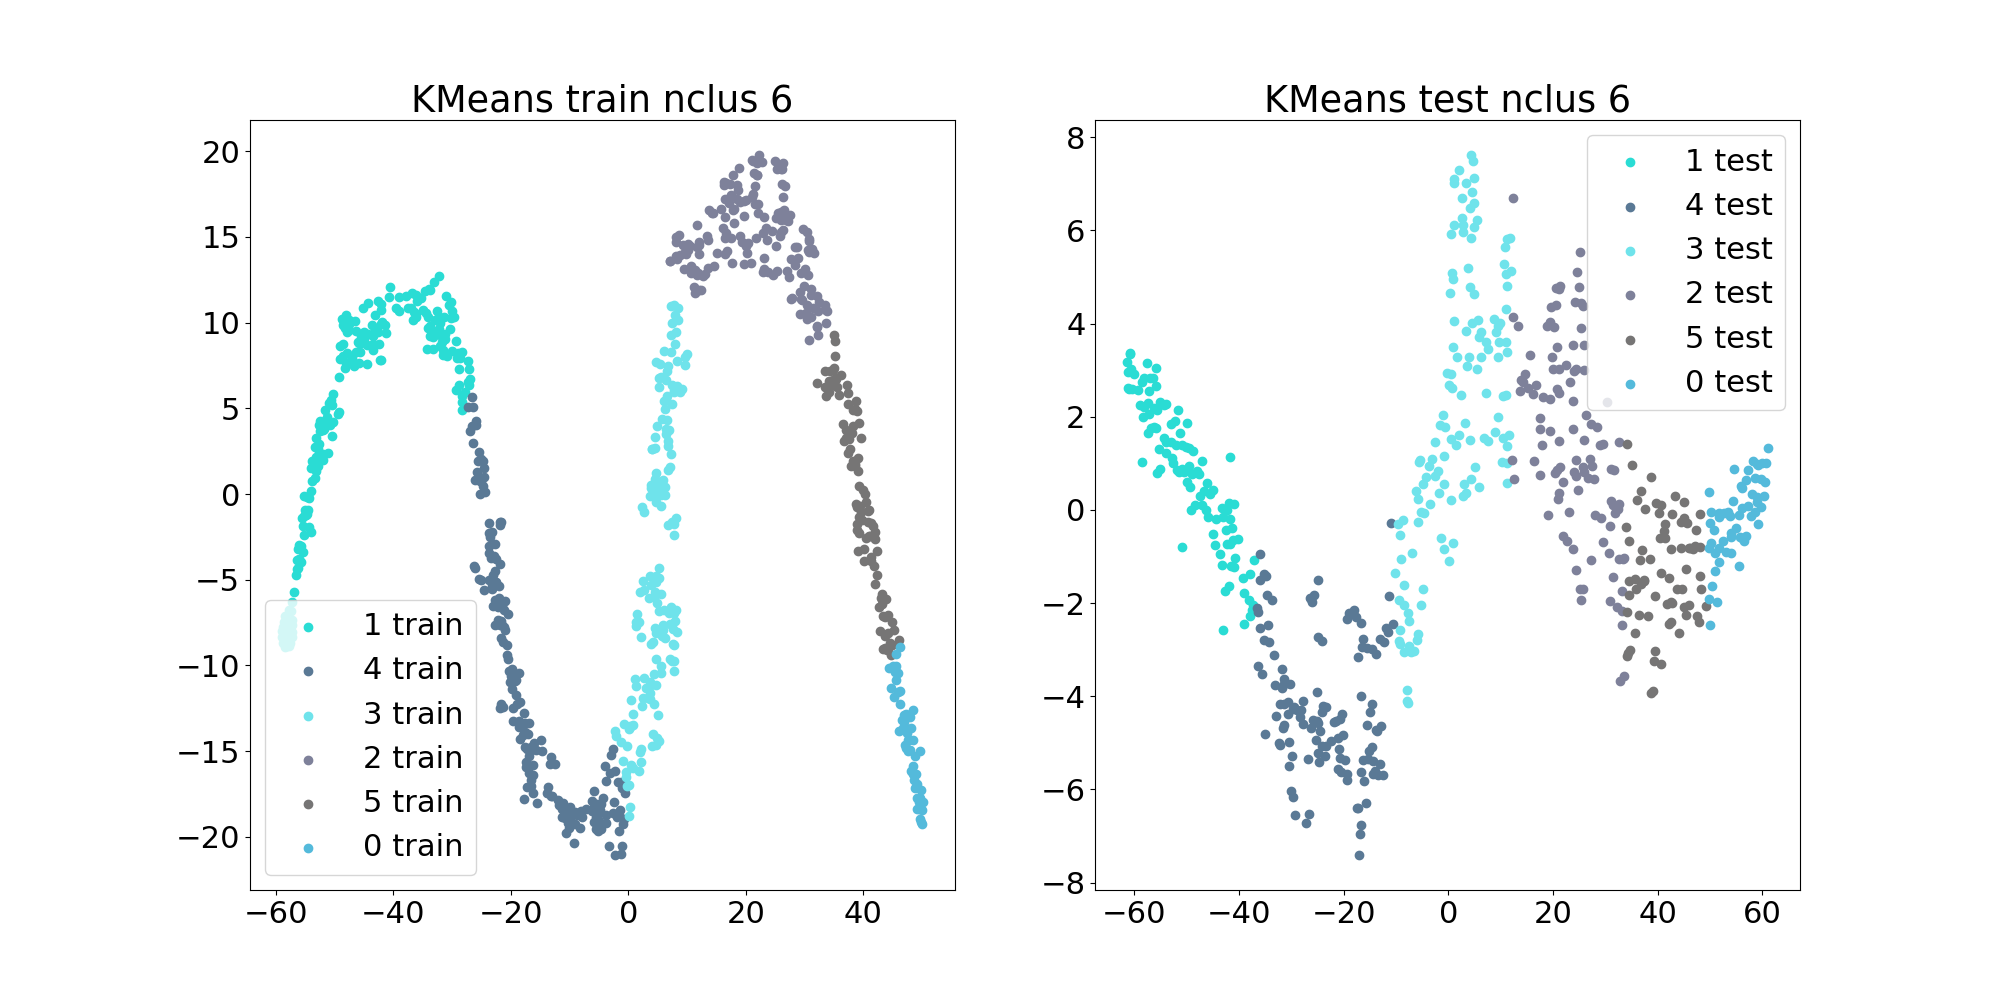 KMeans train nclus 6
20
15
10
5
0
−5
−10
−15
−20
−60 −40 −20 0 20 40
1 train
4 train
3 train
2 train
5 train
0 train
KMeans test nclus 6
8
6
4
2
0
−2
−4
−6
−8
−60 −40 −20 0 20 40 60
1 test
4 test
3 test
2 test
5 test
0 test